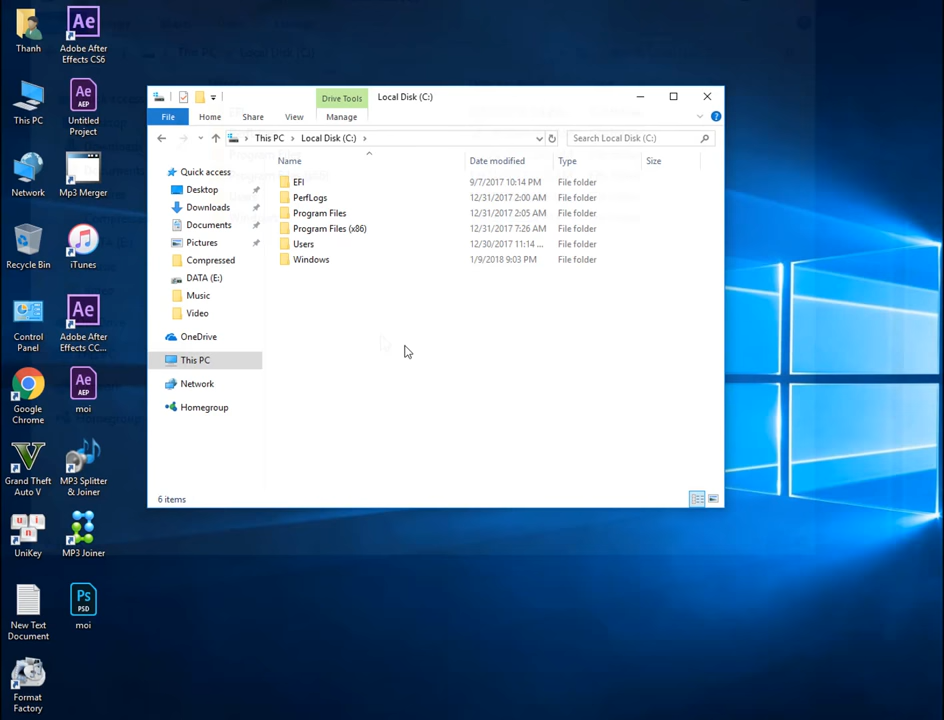 Thanh
Adobe After
Effects CS6
This PC
Untitled
Project
Network
Mp3 Merger
Recycle Bin
iTunes
Control
Panel
Adobe After
Effects CC...
Google
Chrome
moi
Grand Theft
Auto V
MP3 Splitter
& Joiner
UniKey
MP3 Joiner
New Text
Document
moi
Format
Factory
Drive Tools
Local Disk (C:)
File
Home
Share
View
Manage
This PC
Local Disk (C:)
Search Local Disk (C:)
Quick access
Desktop
Downloads
Documents
Pictures
Compressed
DATA (E:)
Music
Video
OneDrive
This PC
Network
Homegroup
Name Date modified Type Size
EFI 9/7/2017 10:14 PM File folder
PerfLogs 12/31/2017 2:00 AM File folder
Program Files 12/31/2017 2:05 AM File folder
Program Files (x86) 12/31/2017 7:26 AM File folder
Users 12/30/2017 11:14 ... File folder
Windows 1/9/2018 9:03 PM File folder
6 items